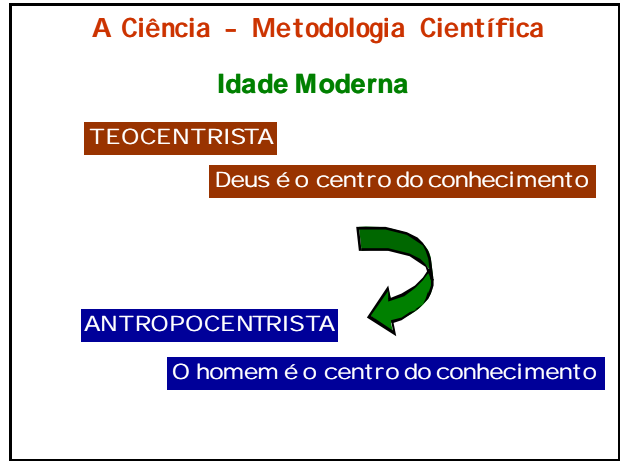 A Ciência - Metodologia Científica
Idade Moderna
TEOCENTRISTA
Deus é o centro do conhecimento
ANTROPOCENTRISTA
O homem é o centro do conhecimento